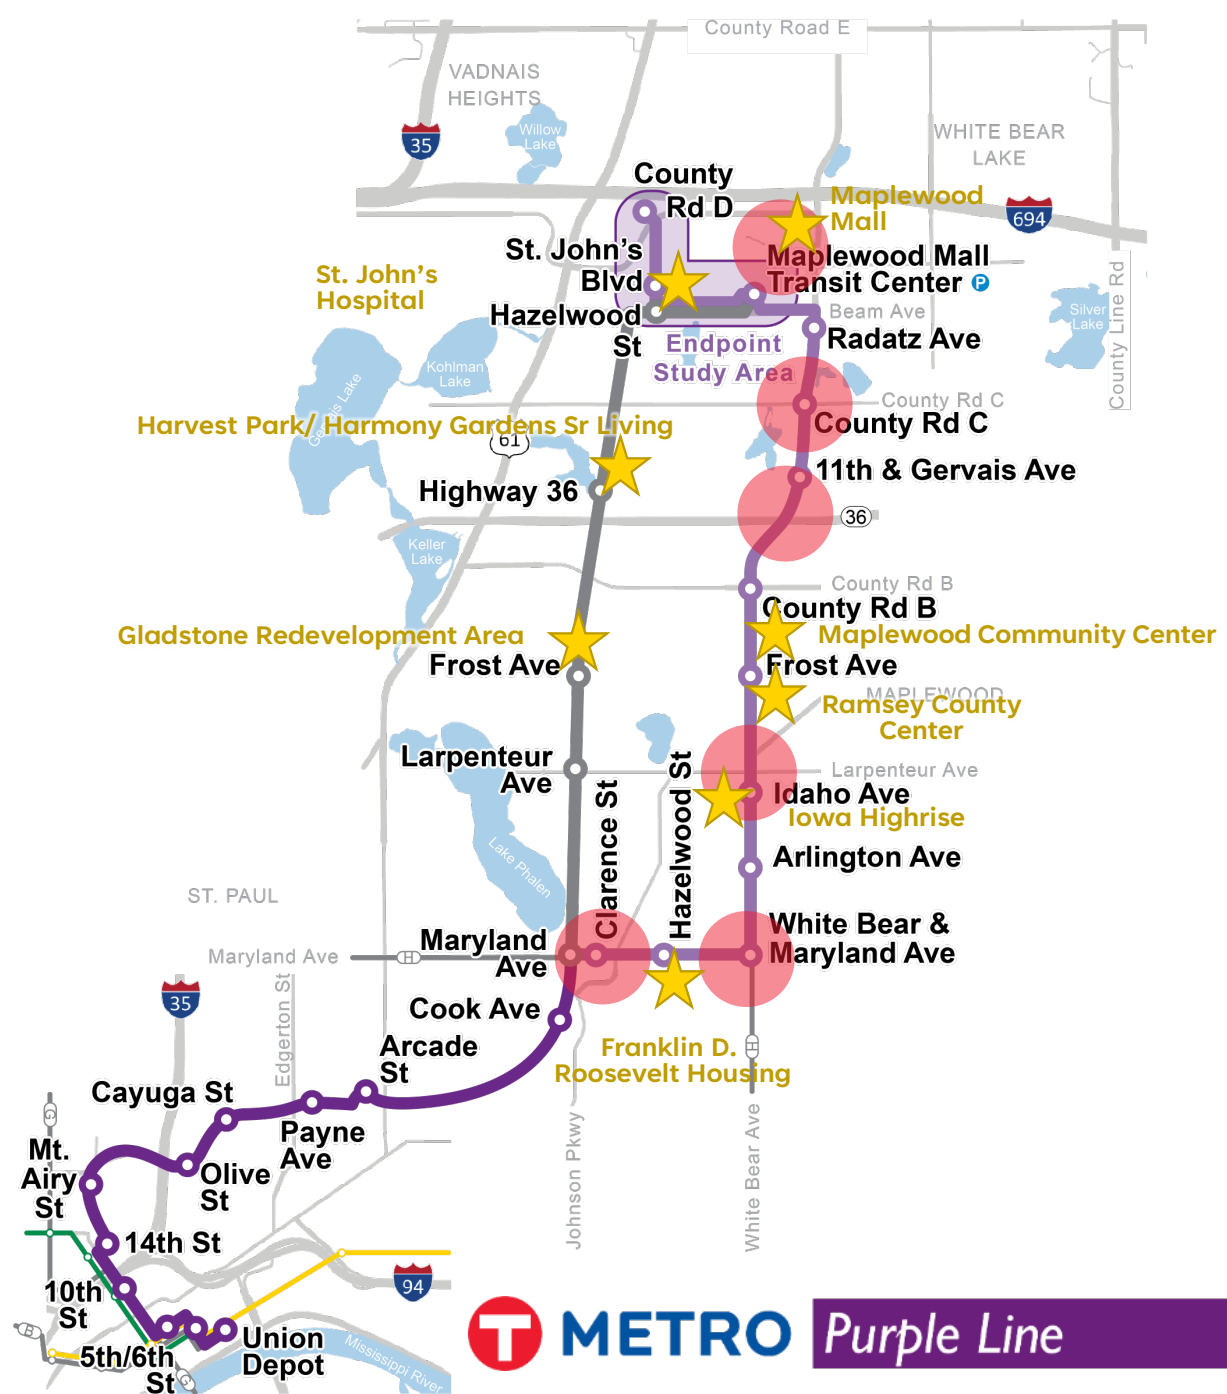 County Road E
VADNAIS
HEIGHTS
35
Willow
Lake
WHITE BEAR
LAKE
County
Rd D
Maplewood
Mall
694
St. John's
Blvd
Maplewood Mall
Transit Center P
St. John's
Hospital
Hazelwood
St
Beam Ave
Radatz Ave
Silver
Lake
County Line Rd
Endpoint
Study Area
Kohlman
Lake
Gervais Lake
County Rd C
County Rd C
Harvest Park/ Harmony Gardens Sr Living
61
11th & Gervais Ave
Highway 36
36
Keller
Lake
County Rd B
County Rd B
Gladstone Redevelopment Area
Maplewood Community Center
Frost Ave
Frost Ave
MAPLEWOOD
Ramsey County
Center
Larpenteur
Ave
Larpenteur Ave
Clarence St
Hazelwood St
Idaho Ave
Iowa Highrise
Lake Phalen
Arlington Ave
ST. PAUL
White Bear &
Maryland Ave
Maryland
Ave
Maryland Ave
H
35
Edgerton St
Cook Ave
Arcade
St
Franklin D.
Roosevelt Housing
H
Cayuga St
G
Payne
Ave
Johnson Pkwy
White Bear Ave
Mt.
Airy
St
Olive
St
14th St
10th
St
94
B
5th/6th
St
G
Union
Depot
Mississippi River
T METRO
Purple Line